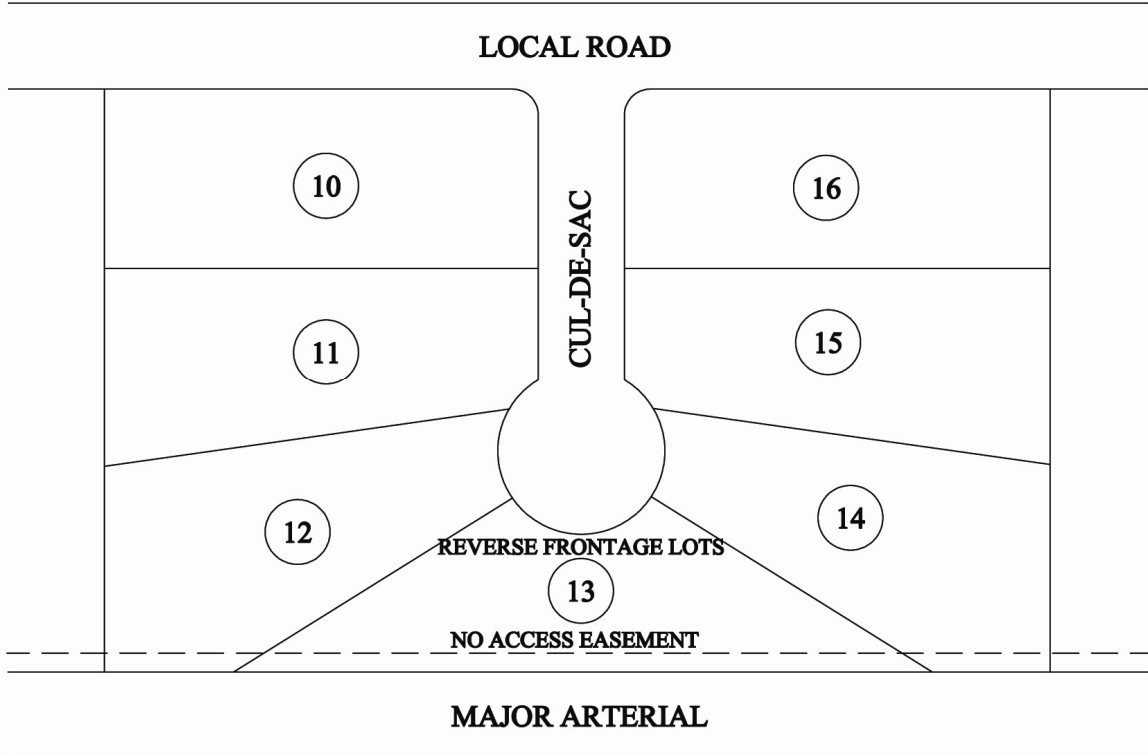 LOCAL ROAD
10
16
CUL-DE-SAC
11
15
12
14
REVERSE FRONTAGE LOTS
13
NO ACCESS EASEMENT
MAJOR ARTERIAL